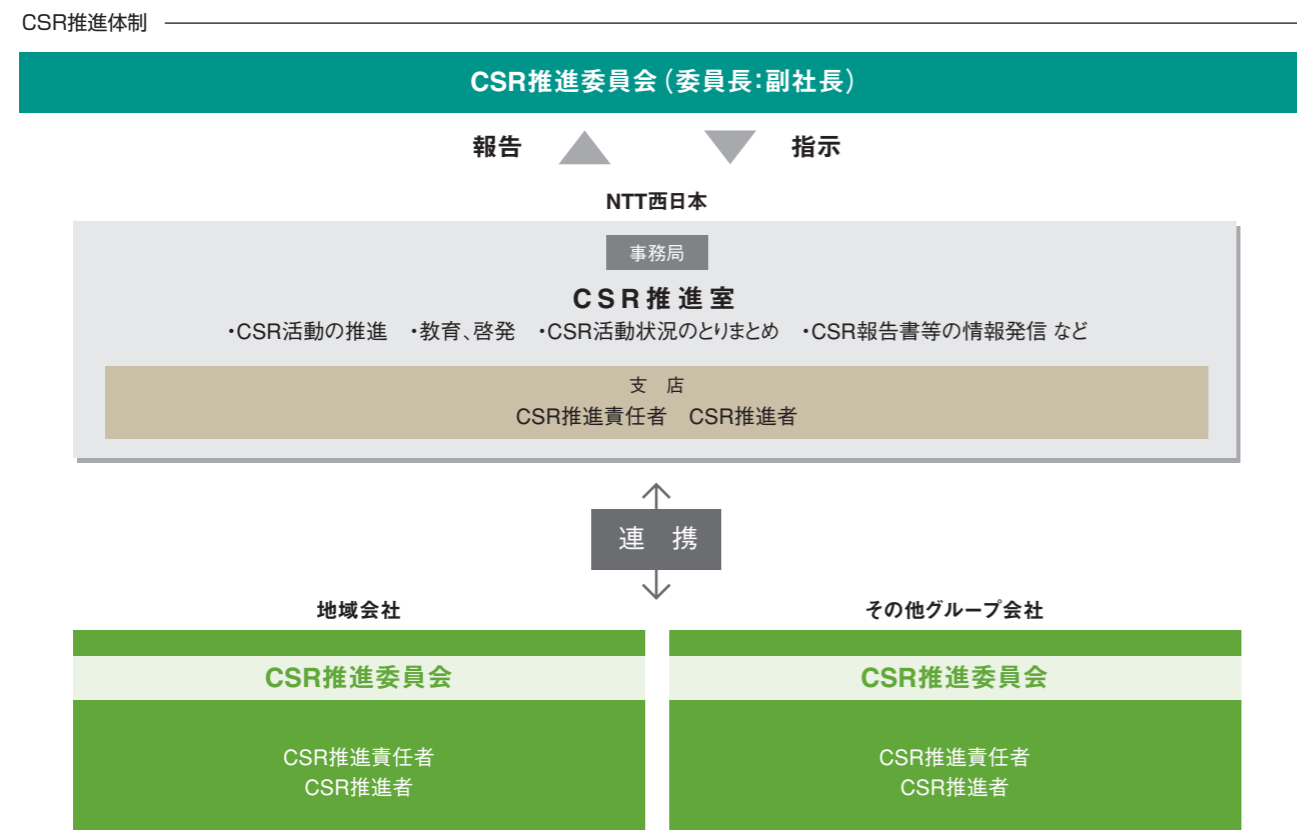 CSR推進体制
CSR推進委員会（委員長：副社長）
報告 指示
NTT西日本
事務局
CSR推進室
・CSR活動の推進 ・教育、啓発 ・CSR活動状況のとりまとめ ・CSR報告書等の情報発信 など
支　店
CSR推進責任者　CSR推進者
連　携
地域会社
CSR推進委員会
CSR推進責任者
CSR推進者
その他グループ会社
CSR推進委員会
CSR推進責任者
CSR推進者